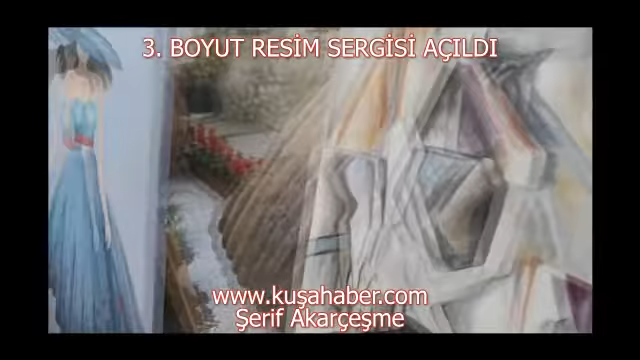 3. BOYUT RESİM SERGİSİ AÇILDI
www.kuşahaber.com
Şerif Akarçeşme